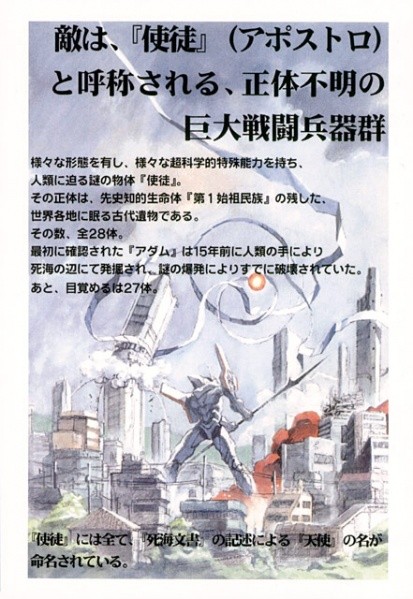 敵は、『使徒』（アポストロ）
と呼称される、正体不明の
巨大戦闘兵器群
様々な形態を有し、様々な超科学的特殊能力を持ち、
人類に迫る謎の物体『使徒』。
その正体は、先史知的生命体『第１始祖民族』の残した、
世界各地に眠る古代遺物である。
その数、全28体。
最初に確認された『アダム』は15年前に人類の手により
死海の辺にて発掘され、謎の爆発によりすでに破壊されていた。
あと、目覚めるは27体。
『使徒』には全て、『死海文書』の記述による『天使』の名が
命名されている。